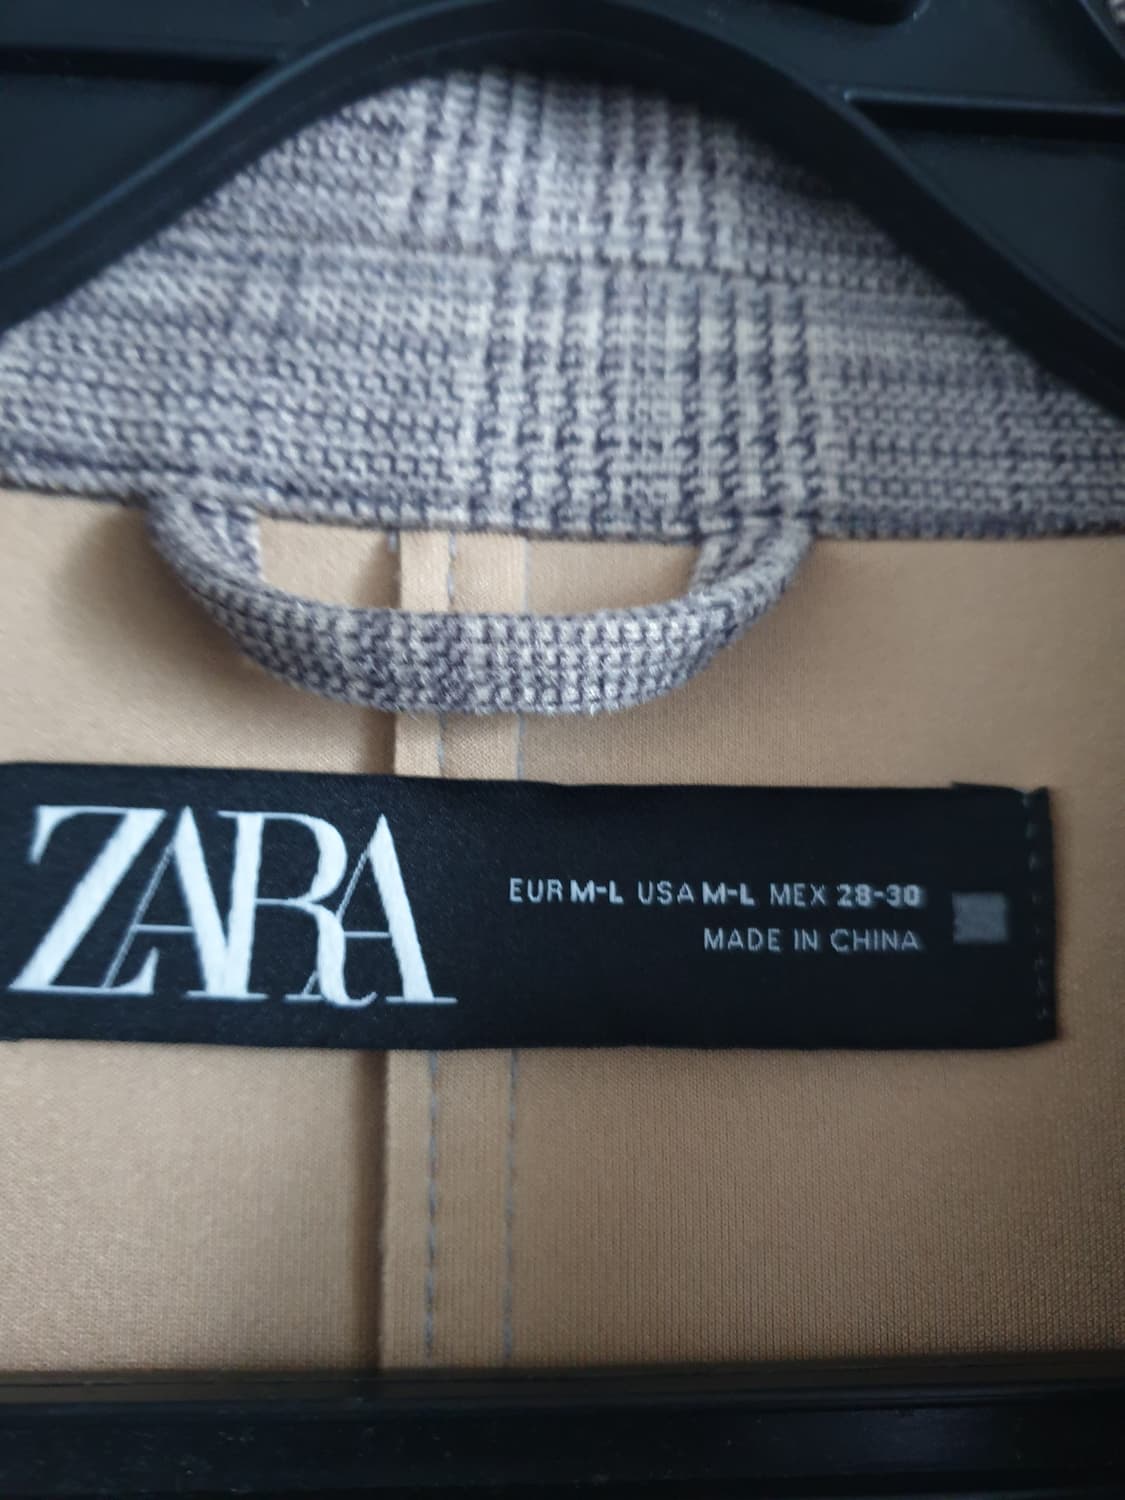 ZARA
EUR M-L USA M-L MEX 28-30
MADE IN CHINA